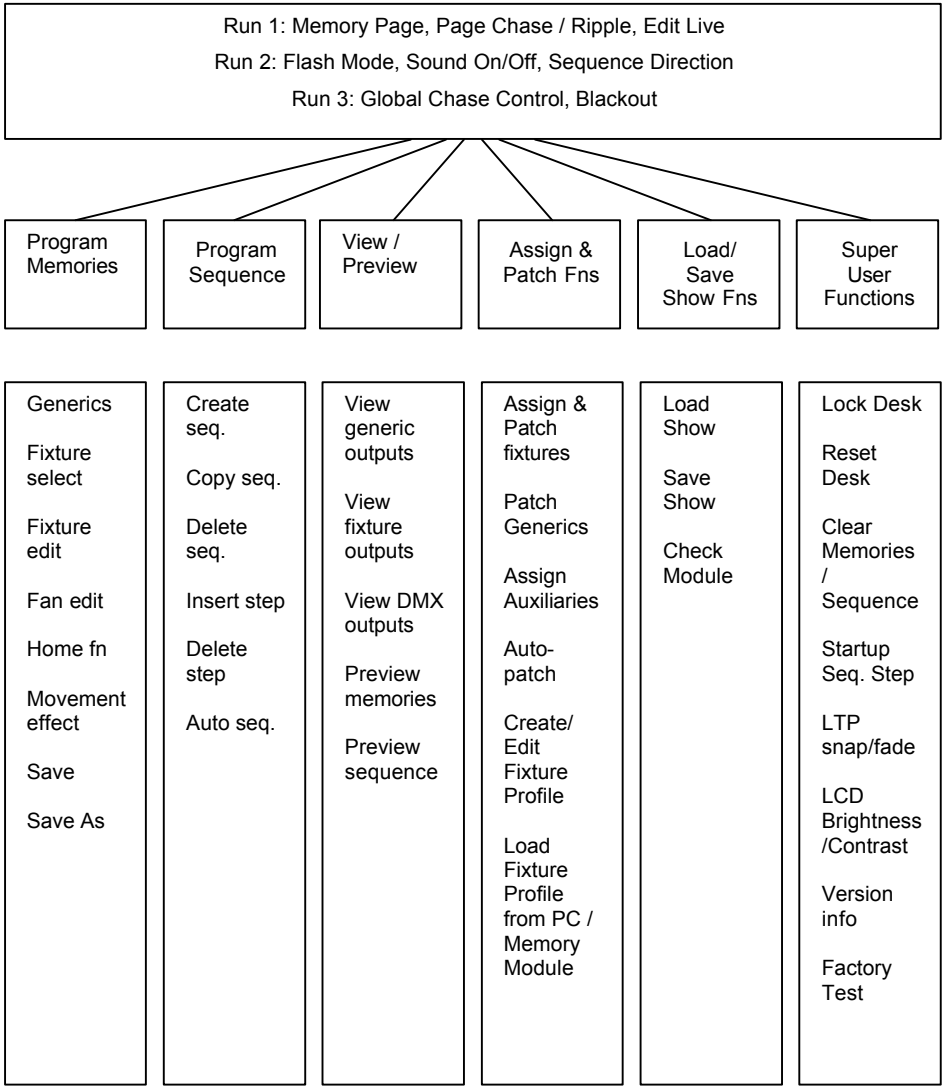 Run 1: Memory Page, Page Chase / Ripple, Edit Live
Run 2: Flash Mode, Sound On/Off, Sequence Direction
Run 3: Global Chase Control, Blackout
Program
Memories
Program
Sequence
View /
Preview
Assign &
Patch Fns
Load/
Save
Show Fns
Super
User
Functions
Generics
Fixture
select
Fixture
edit
Fan edit
Home fn
Movement
effect
Save
Save As
Create
seq.
Copy seq.
Delete
seq.
Insert step
Delete
step
Auto seq.
View
generic
outputs
View
fixture
outputs
View DMX
outputs
Preview
memories
Preview
sequence
Assign &
Patch
fixtures
Patch
Generics
Assign
Auxiliaries
Auto-
patch
Create/
Edit
Fixture
Profile
Load
Fixture
Profile
from PC /
Memory
Module
Load
Show
Save
Show
Check
Module
Lock Desk
Reset
Desk
Clear
Memories
/
Sequence
Startup
Seq. Step
LTP
snap/fade
LCD
Brightness
/Contrast
Version
info
Factory
Test